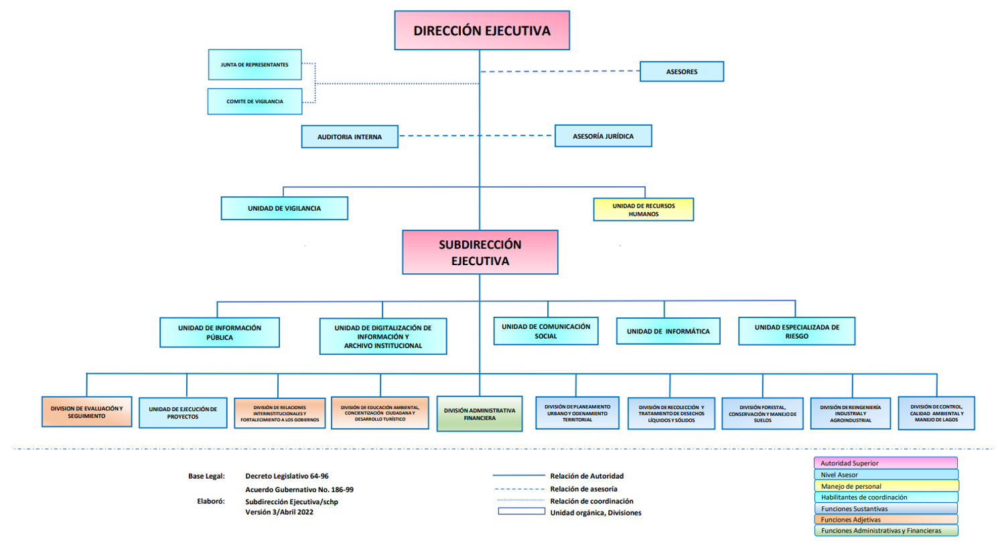 DIRECCIÓN EJECUTIVA
JUNTA DE REPRESENTANTES
ASESORES
COMITE DE VIGILANCIA
AUDITORIA INTERNA
ASESORÍA JURÍDICA
UNIDAD DE VIGILANCIA
UNIDAD DE RECURSOS
HUMANOS
SUBDIRECCIÓN
EJECUTIVA
UNIDAD DE INFORMACIÓN
PÚBLICA
UNIDAD DE DIGITALIZACIÓN DE
INFORMACIÓN Y
ARCHIVO INSTITUCIONAL
UNIDAD DE COMUNICACIÓN
SOCIAL
UNIDAD DE INFORMÁTICA
UNIDAD ESPECIALIZADA DE
RIESGO
DIVISION DE EVALUACIÓN Y
SEGUIMIENTO
UNIDAD DE EJECUCIÓN DE
PROYECTOS
DIVISIÓN DE RELACIONES
INTERINSTITUCIONALES Y
FORTALECIMIENTO A LOS GOBIERNOS
DIVISIÓN DE EDUCACIÓN AMBIENTAL,
CONCIENTIZACIÓN CIUDADANA Y
DESARROLLO TURÍSTICO
DIVISIÓN ADMINISTRATIVA
FINANCIERA
DIVISIÓN DE PLANEAMIENTO
URBANO Y ODENAMIENTO
TERRITORIAL
DIVISIÓN DE RECOLECCIÓN Y
TRATAMIENTO DE DESECHOS
LÍQUIDOS Y SÓLIDOS
DIVISIÓN FORESTAL,
CONSERVACIÓN Y MANEJO DE
SUELOS
DIVISIÓN DE REINGENIERÍA
INDUSTRIAL Y
AGROINDUSTRIAL
DIVISIÓN DE CONTROL,
CALIDAD AMBIENTAL Y
MANEJO DE LAGOS
Base Legal: Decreto Legislativo 64-96
Acuerdo Gubernativo No. 186-99
Elaboró: Subdirección Ejecutiva/schp
Versión 3/Abril 2022
Relación de Autoridad
Relación de asesoría
Relación de coordinación
Unidad orgánica, Divisiones
Autoridad Superior
Nivel Asesor
Manejo de personal
Habilitantes de coordinación
Funciones Sustantivas
Funciones Adjetivas
Funciones Administrativas y Financieras